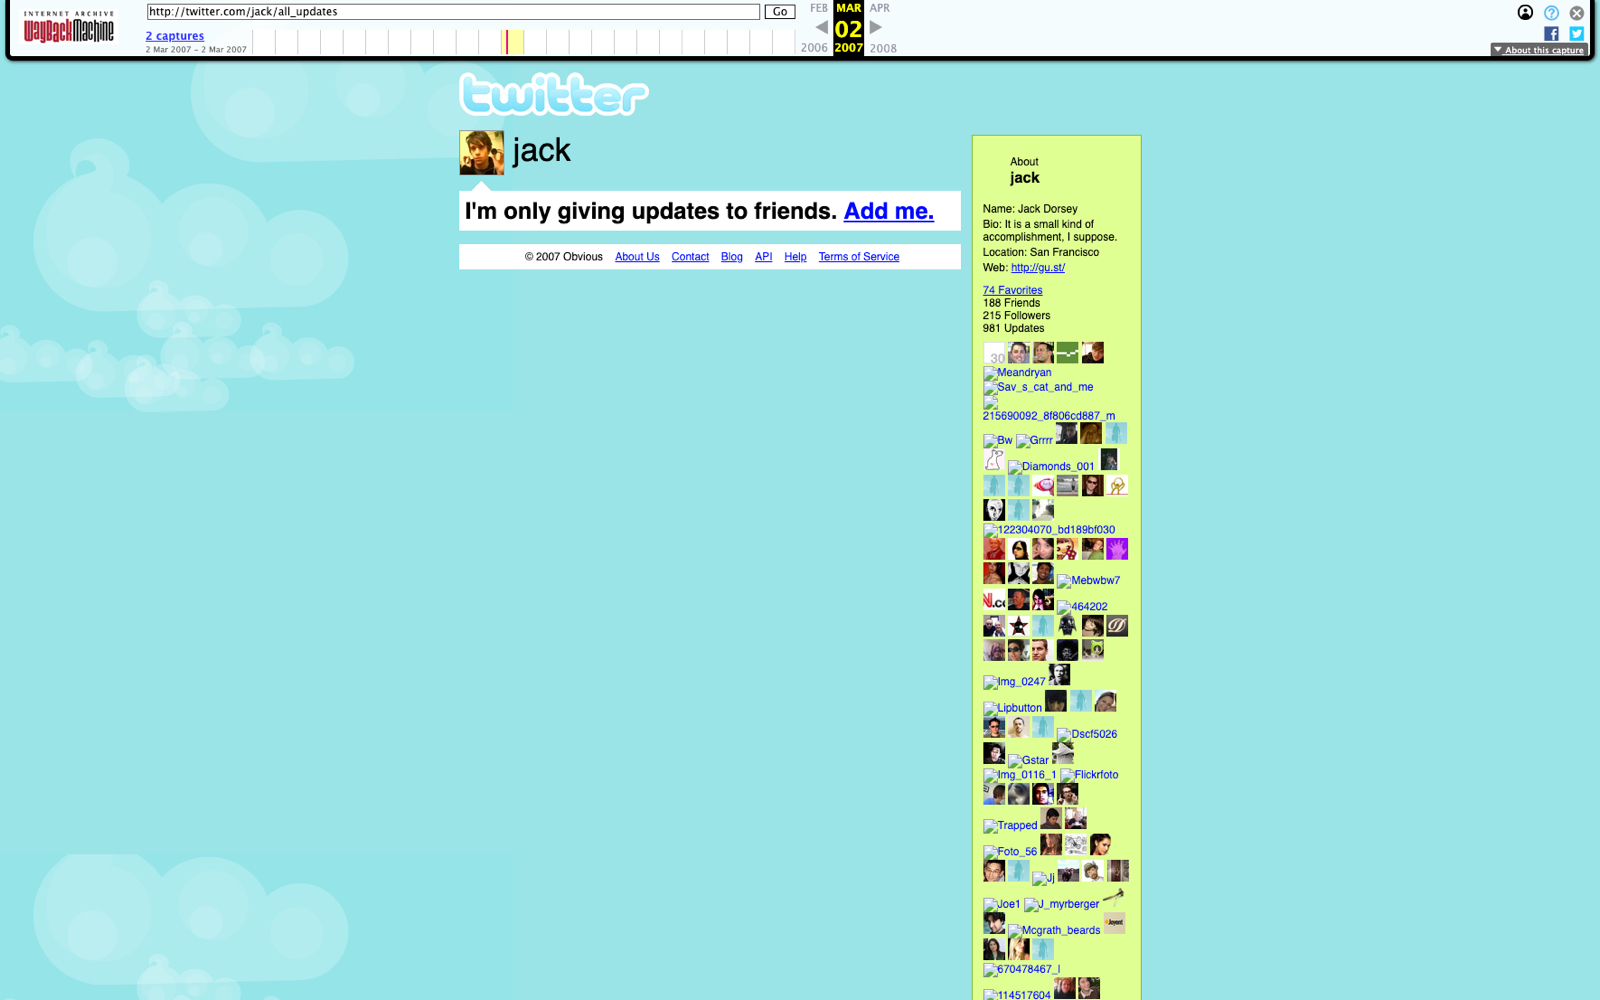 INTERNET ARCHIVE
WayBackMachine
http://twitter.com/jack/all_updates
Go
2 captures
2 Mar 2007 – 2 Mar 2007
FEB MAR APR
02
2006 2007 2008
About this capture
twitter
jack
I'm only giving updates to friends. Add me.
© 2007 Obvious About Us Contact Blog API Help Terms of Service
About
jack
Name: Jack Dorsey
Bio: It is a small kind of
accomplishment, I suppose.
Location: San Francisco
Web: http://gu.st/
74 Favorites
188 Friends
215 Followers
981 Updates
30
Meandryan
Sav_s_cat_and_me
215690092_8f806cd887_m
Bw Grrrr
Diamonds_001
122304070_bd189bf030
Mebwbw7
464202
Img_0247
Lipbutton
Dscf5026
Gstar
Img_0116_1 Flickrfoto
Trapped
Foto_56
Jj
Joe1 J_myrberger
Mcgrath_beards Joyent
670478467_l
114517604